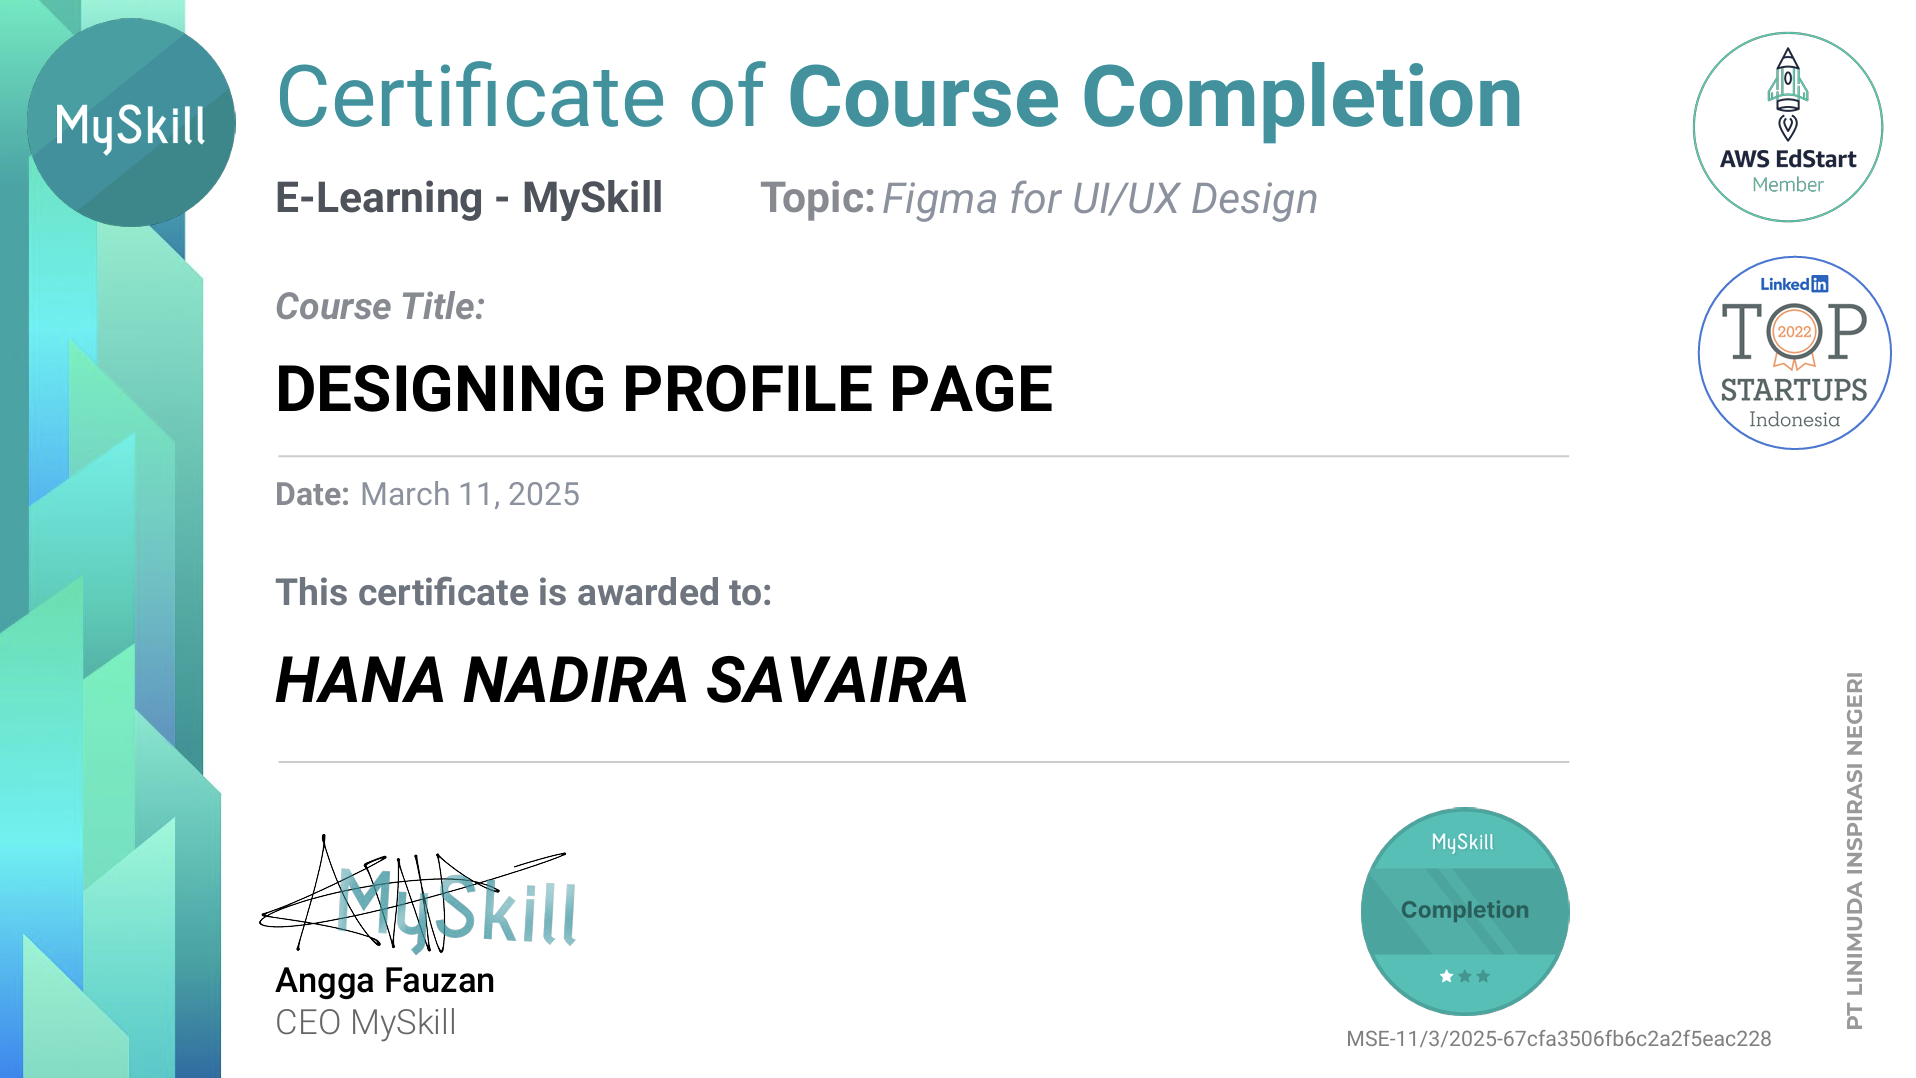 MySkill
Certificate of Course Completion
E-Learning - MySkill
Topic: Figma for UI/UX Design
AWS EdStart
Member
Course Title:
DESIGNING PROFILE PAGE
LinkedIn
TOP
2022
STARTUPS
Indonesia
Date: March 11, 2025
This certificate is awarded to:
HANA NADIRA SAVAIRA
MySkill
Angga Fauzan
CEO MySkill
MySkill
Completion
MSE-11/3/2025-67cfa3506fb6c2a2f5eac228
PT LINIMUDA INSPIRASI NEGERI